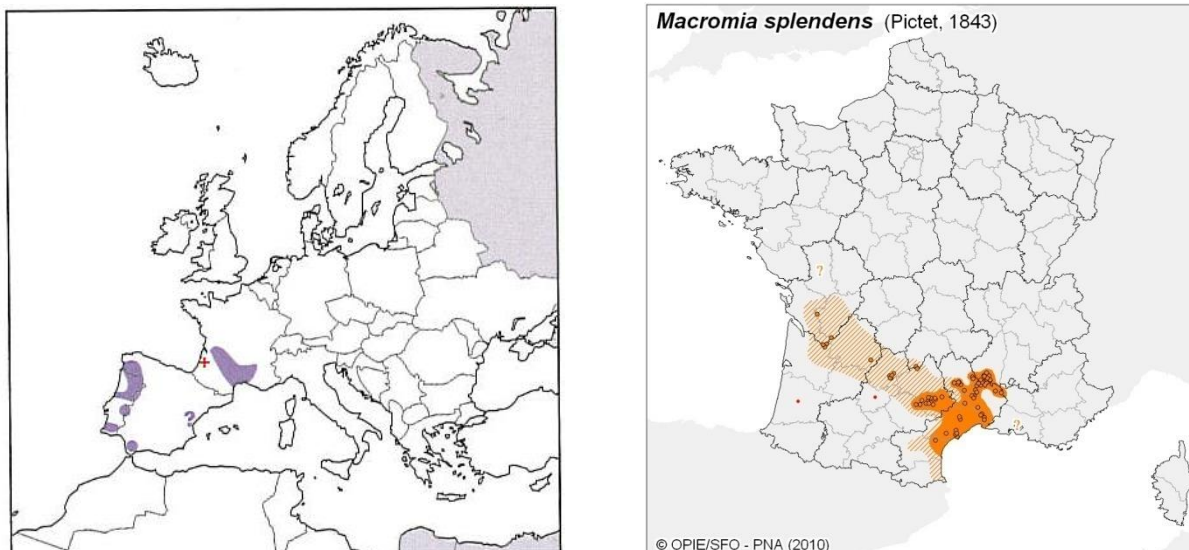 Macromia splendens (Pictet, 1843)
?
?
?
© OPIE/SFO - PNA (2010)